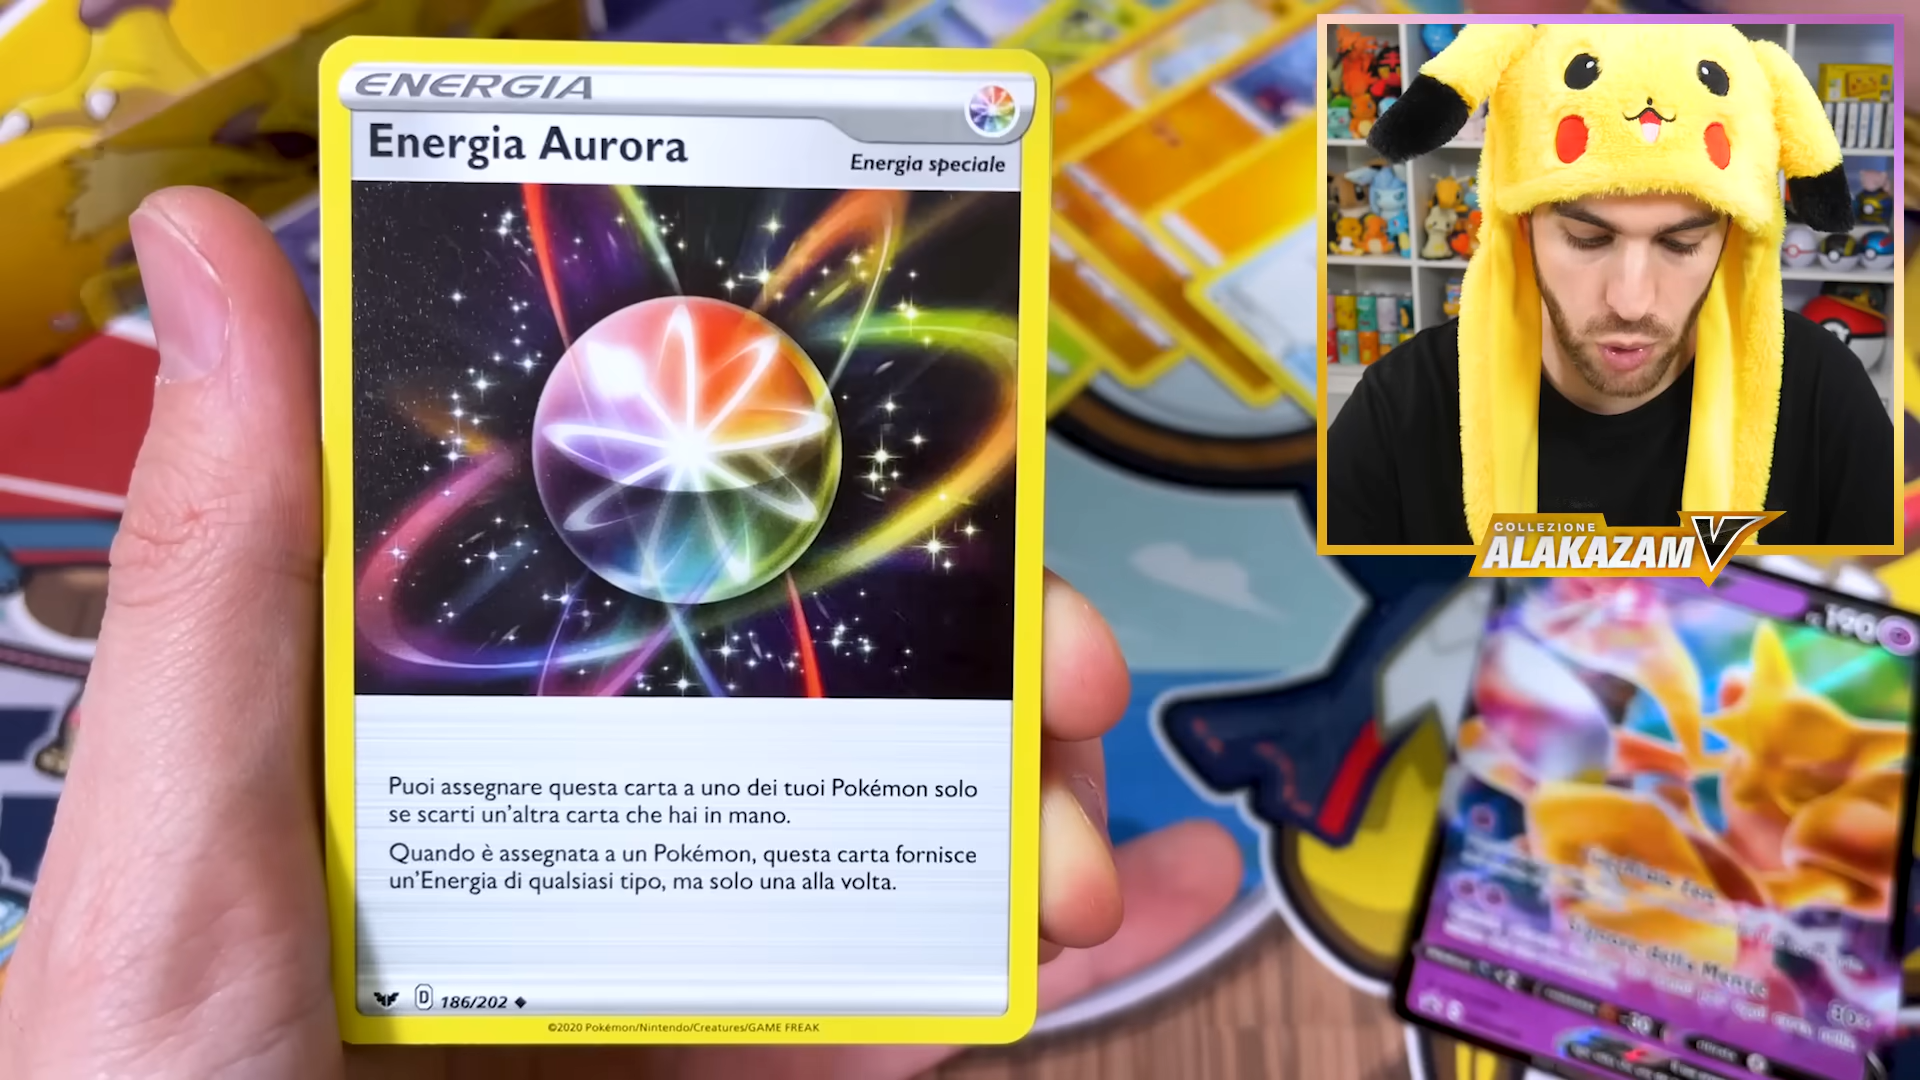 ENERGIA
Energia Aurora
Energia speciale
Puoi assegnare questa carta a uno dei tuoi Pokémon solo
se scarti un'altra carta che hai in mano.
Quando è assegnata a un Pokémon, questa carta fornisce
un'Energia di qualsiasi tipo, ma solo una alla volta.
D 186/202
©2020 Pokémon/Nintendo/Creatures/GAME FREAK
COLLEZIONE
ALAKAZAM V
190
della Mente